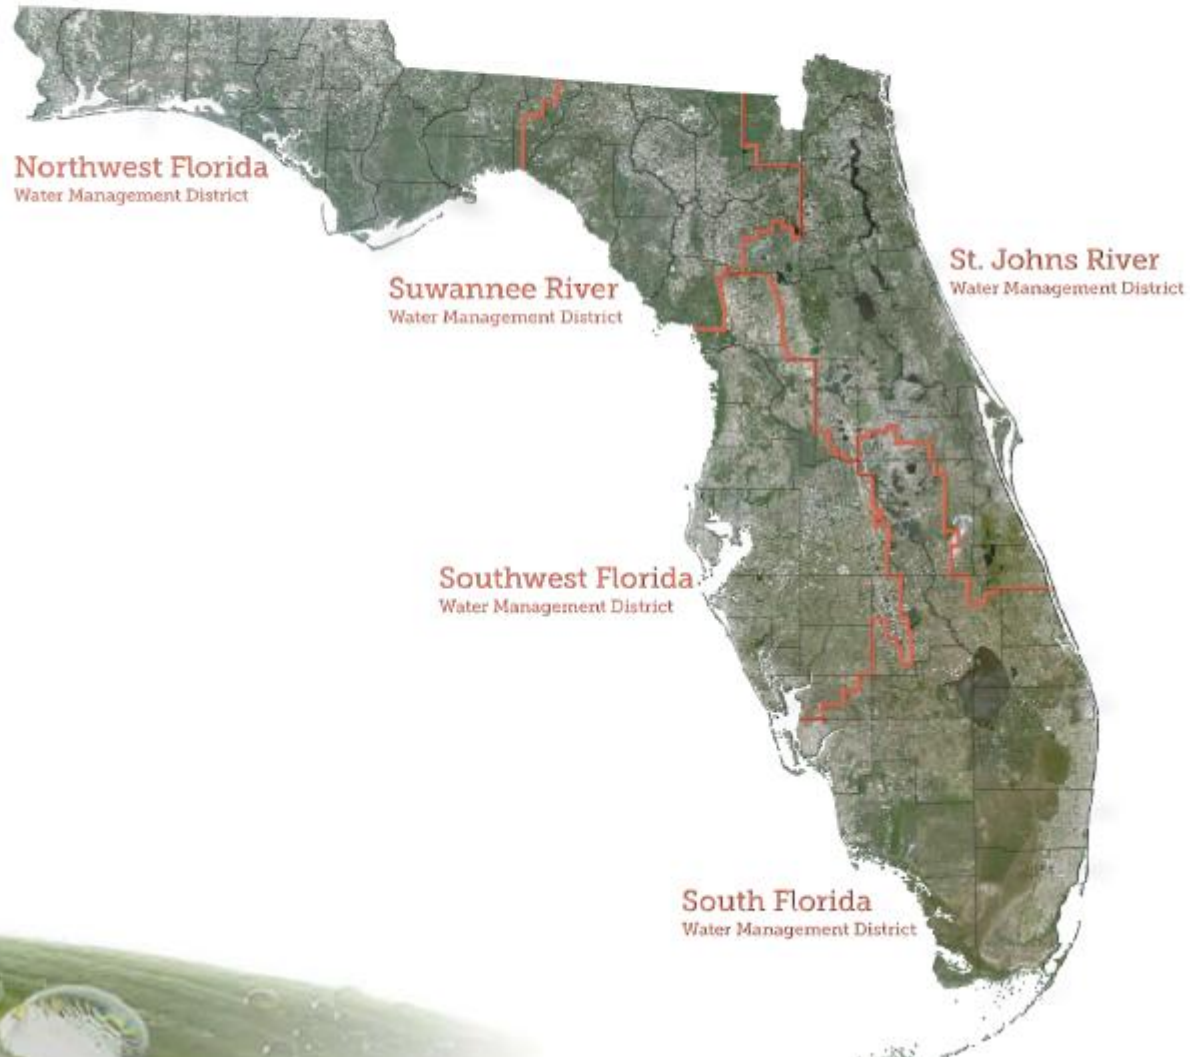 Northwest Florida
Water Management District
St. Johns River
Water Management District
Suwannee River
Water Management District
Southwest Florida
Water Management District
South Florida
Water Management District